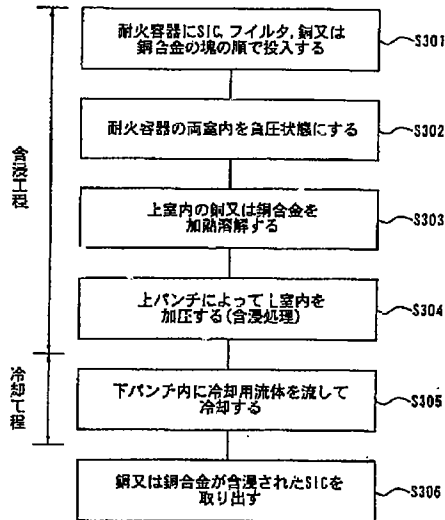 耐火容器にSiC,フイルタ,銅又は
銅合金の塊の順で投入する
S301
耐火容器の両室内を負圧状態にする
S302
上室内の銅又は銅合金を
加熱溶解する
S303
上パンチによって上室内を
加圧する(含浸処理)
S304
下パンチ内に冷却用流体を流して
冷却する
S305
銅又は銅合金が含浸されたSiCを
取り出す
S306
含浸工程
冷却工程